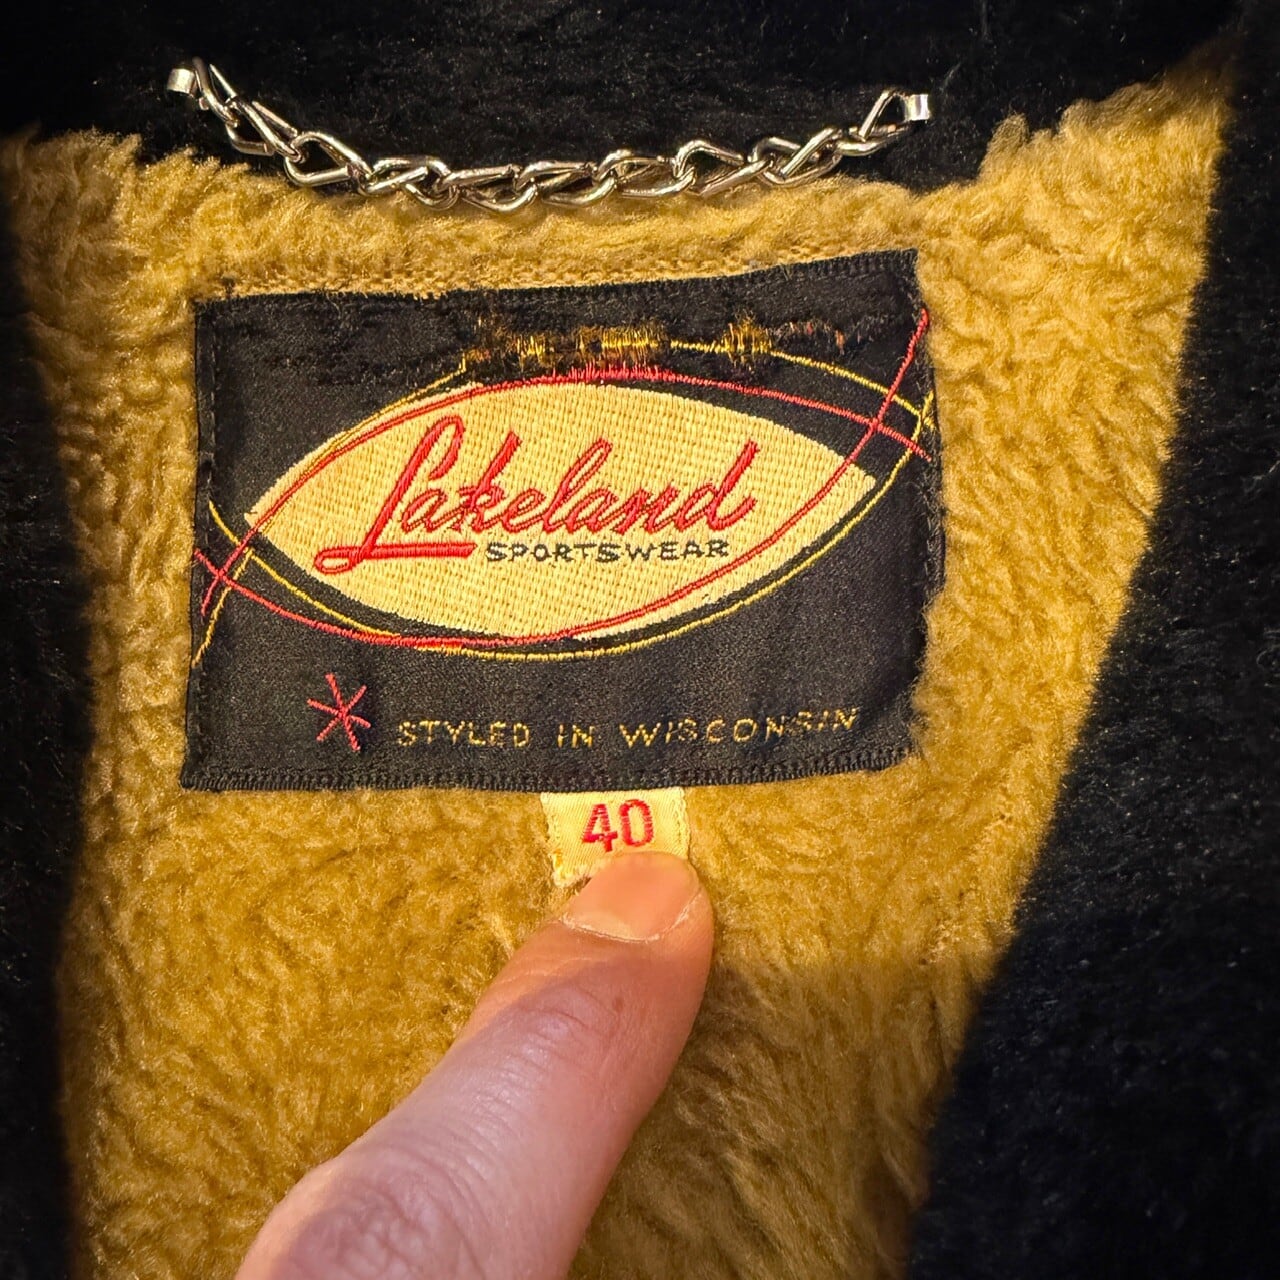 Lakeland
SPORTSWEAR
STYLED IN WISCONSIN
40